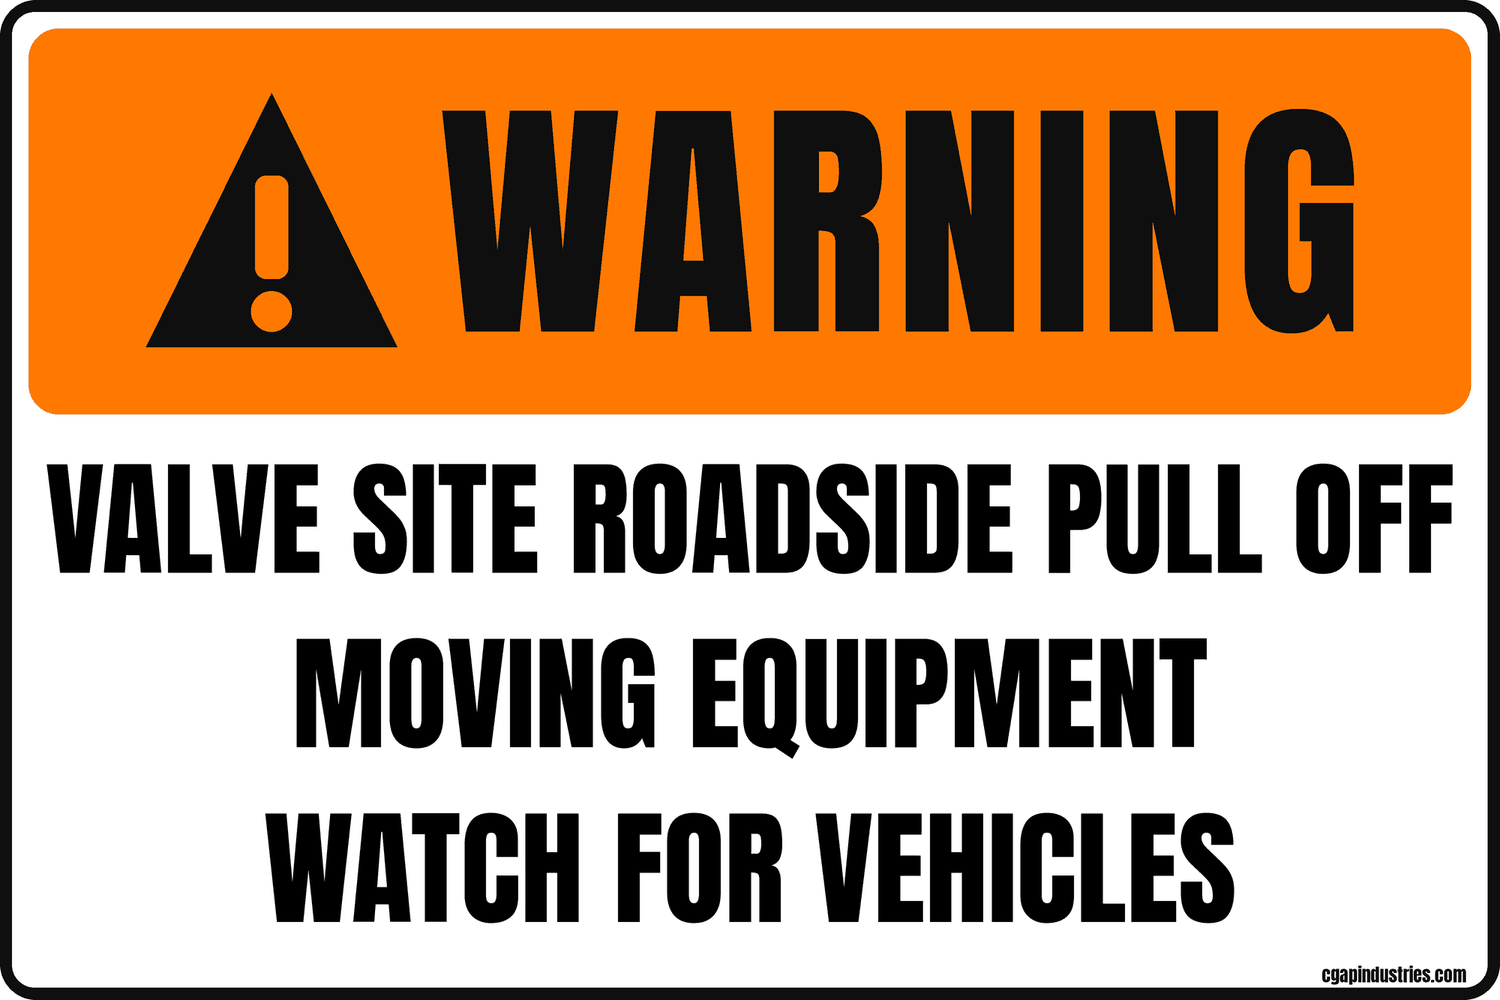 WARNING
VALVE SITE ROADSIDE PULL OFF
MOVING EQUIPMENT
WATCH FOR VEHICLES
cgapindustries.com